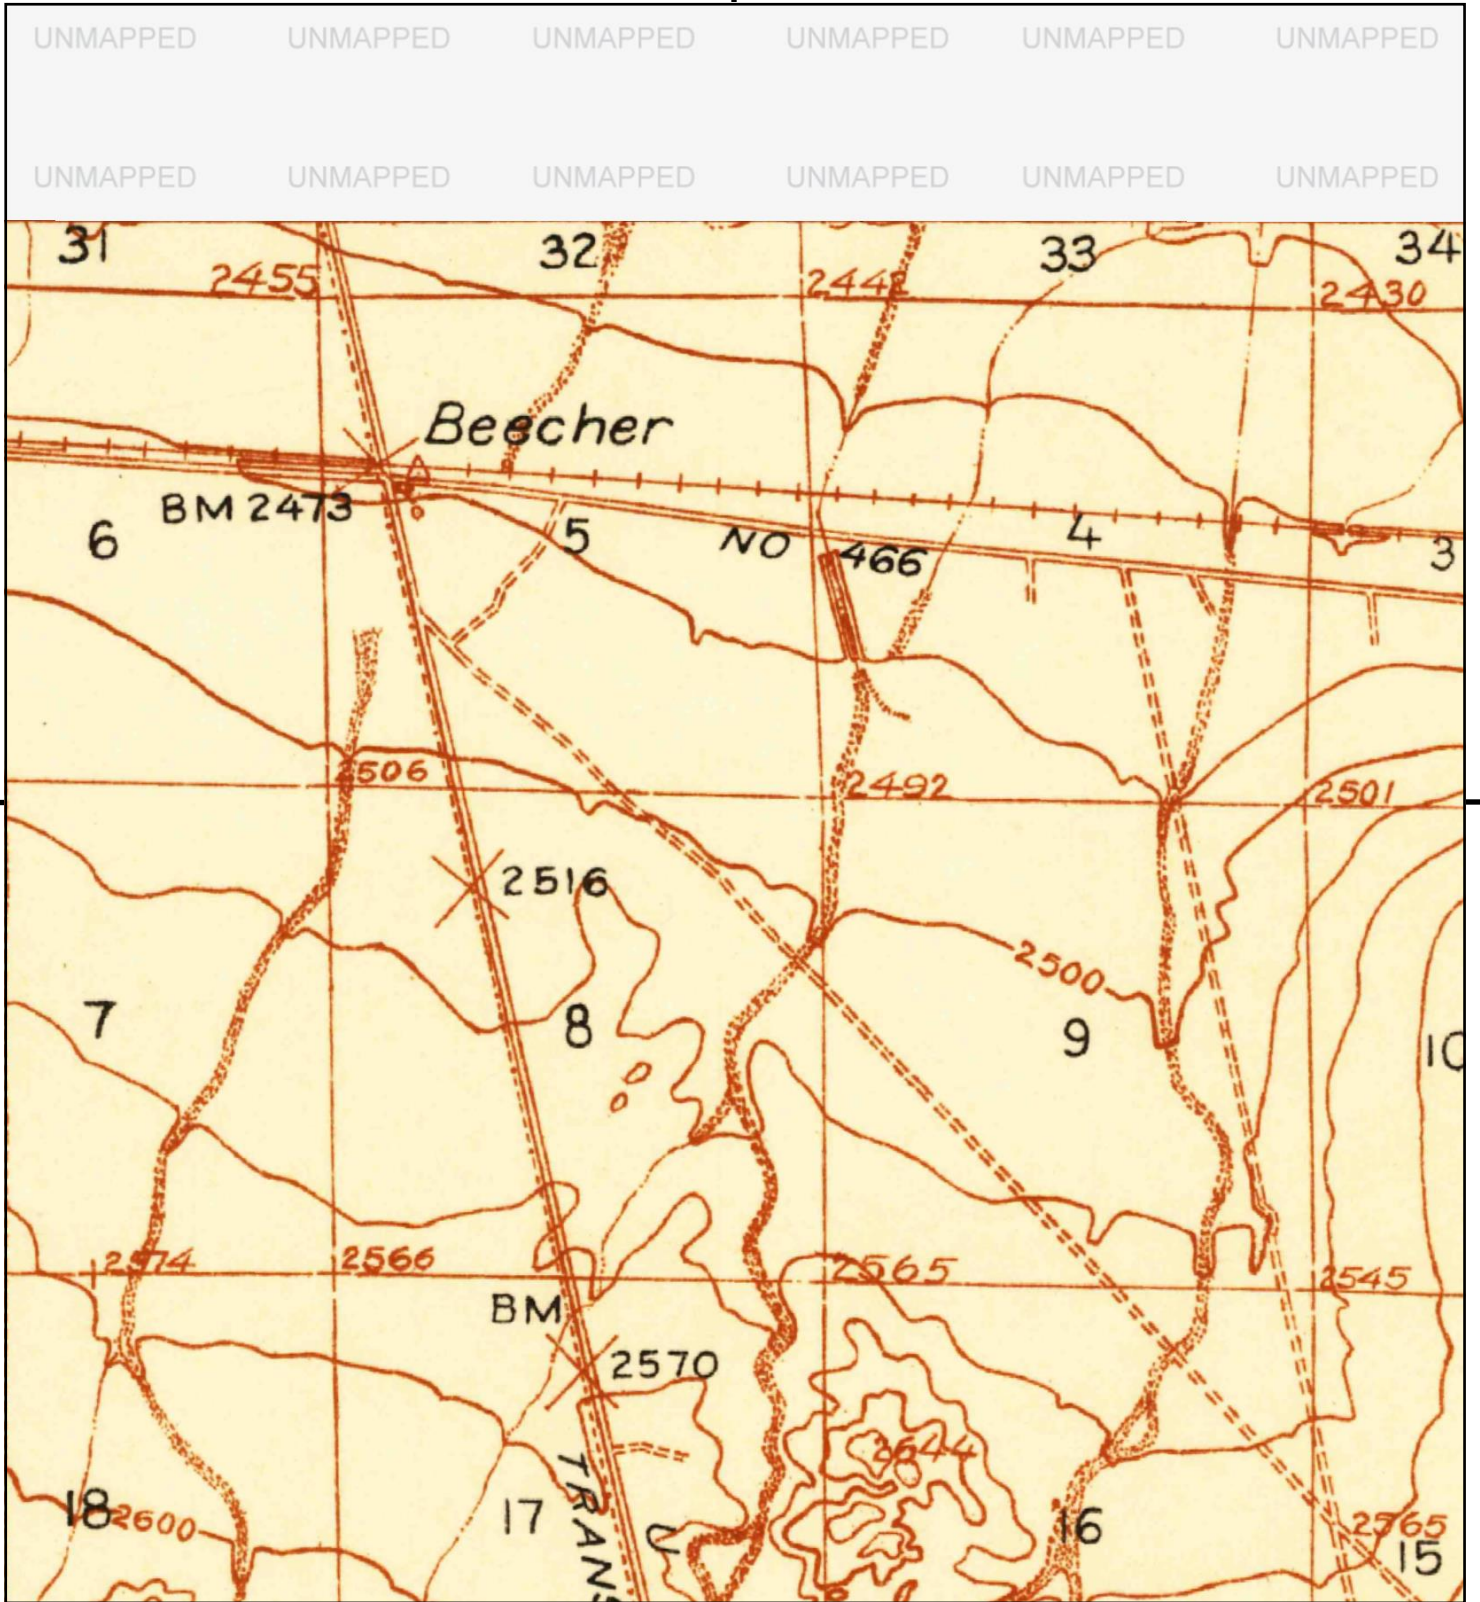 UNMAPPED UNMAPPED UNMAPPED UNMAPPED UNMAPPED UNMAPPED
UNMAPPED UNMAPPED UNMAPPED UNMAPPED UNMAPPED UNMAPPED
31 32 33 34
2455 2442 2430
Beecher
BM 2473
6 5 NO 466 4 3
2506 2492 2501
2516
2500
7 8 9 10
2574 2566 2565 2545
BM
2570
2644
18 2600 17 16 2565
15
TRANS
U